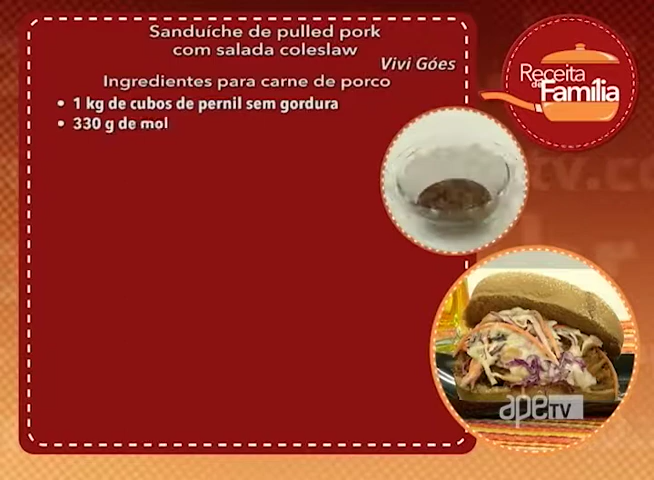 Sanduíche de pulled pork
com salada coleslaw
Vivi Góes
Ingredientes para carne de porco
• 1 kg de cubos de pernil sem gordura
• 330 g de mol
Receita
de Família
apeTV